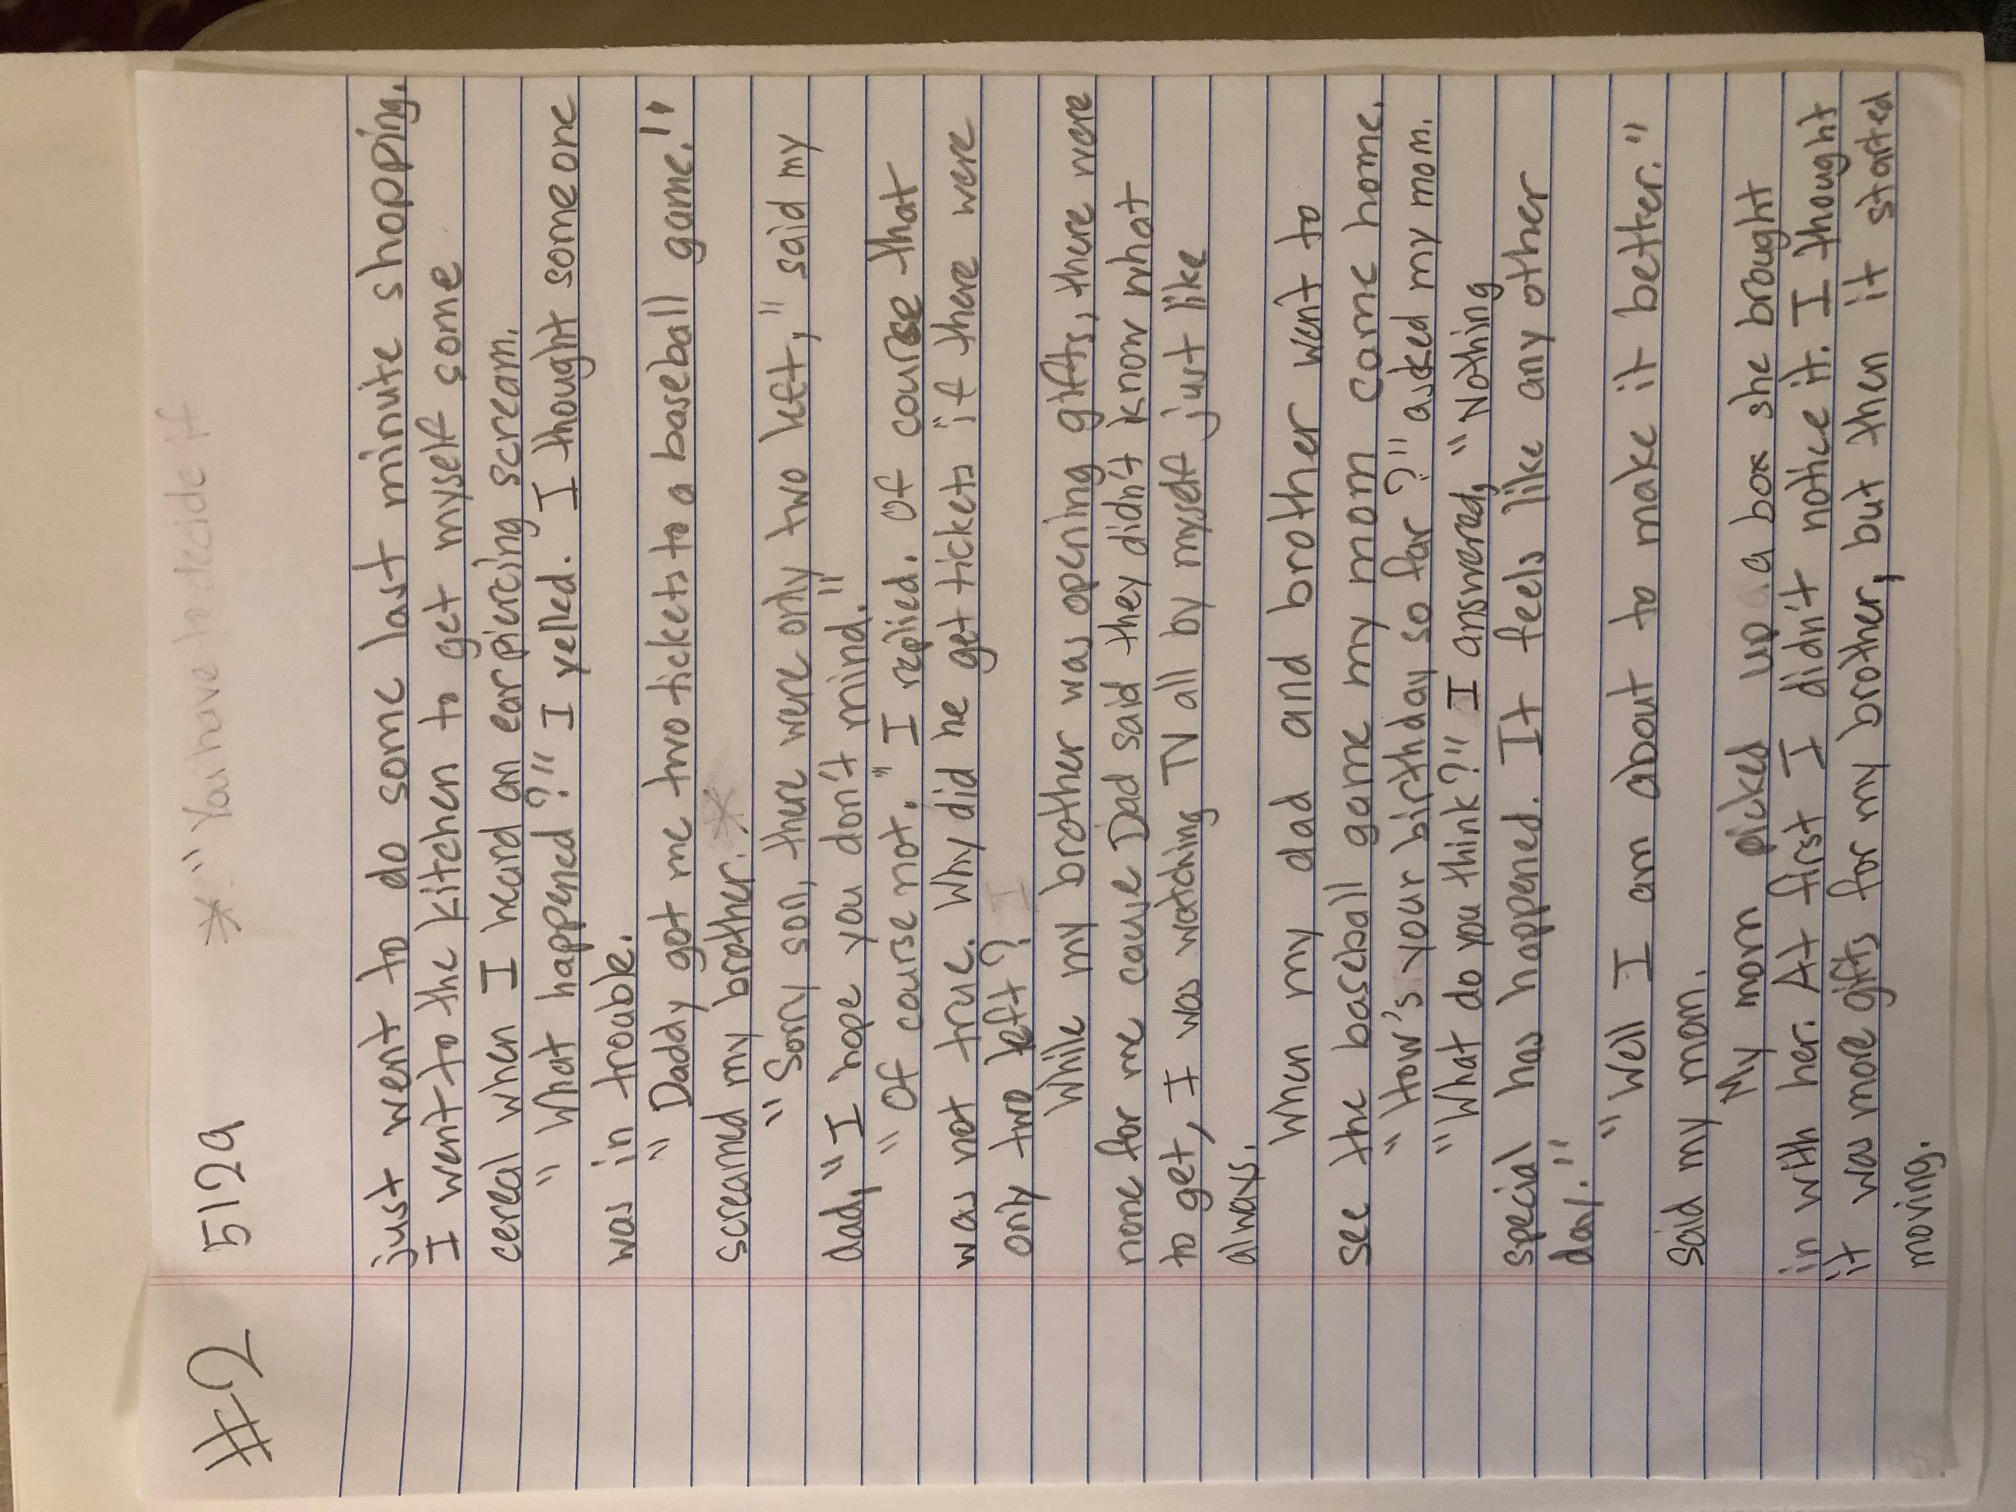 #2 5129 * "You have to decide if
just went to do some last minute shopping.
I went to the kitchen to get myself some
cereal when I heard an ear piercing scream.
"What happened?" I yelled. I thought someone
was in trouble.
"Daddy got me two tickets to a baseball game!"
screamed my brother. *
"Sorry son, there were only two left," said my
dad, "I hope you don't mind."
"Of course not." I replied. Of course that
was not true. Why did he get tickets if there were
only two left? I
While my brother was opening gifts, there were
none for me cause Dad said they didn't know what
to get, I was watching TV all by myself just like
always.
When my dad and brother went to
see the baseball game my mom came home.
"How's your birthday so far?" asked my mom.
"What do you think?" I answered, "Nothing
special has happened. It feels like any other
day."
"Well I am about to make it better."
said my mom.
My mom picked up a box she brought
in with her. At first I didn't notice it. I thought
it was more gifts for my brother, but then it started
moving.